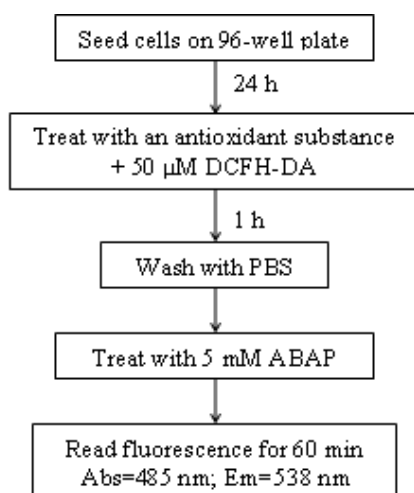 Seed cells on 96-well plate
24 h
Treat with an antioxidant substance
+ 50 μM DCFH-DA
1 h
Wash with PBS
Treat with 5 mM ABAP
Read fluorescence for 60 min
Abs=485 nm; Em=538 nm